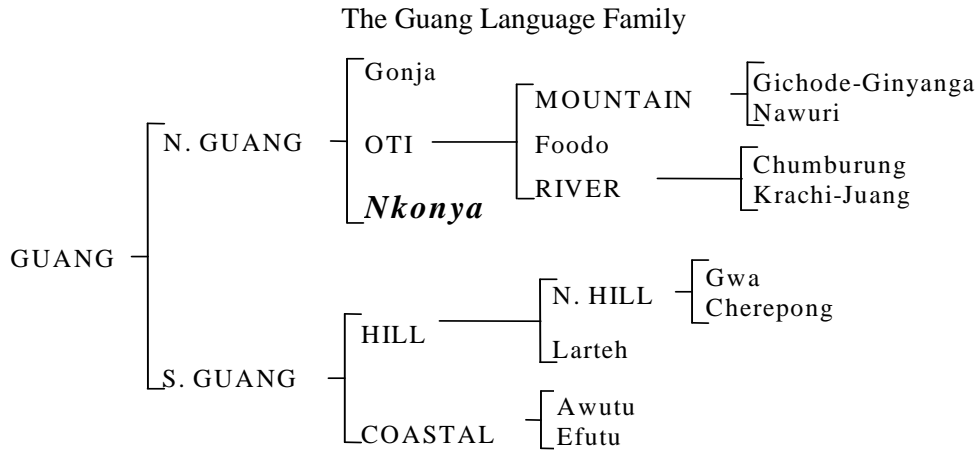 The Guang Language Family
GUANG
N. GUANG
Gonja
OTI
MOUNTAIN
Gichode-Ginyanga
Nawuri
Foodo
RIVER
Chumburung
Krachi-Juang
Nkonya
S. GUANG
HILL
N. HILL
Gwa
Cherepong
Larteh
COASTAL
Awutu
Efutu